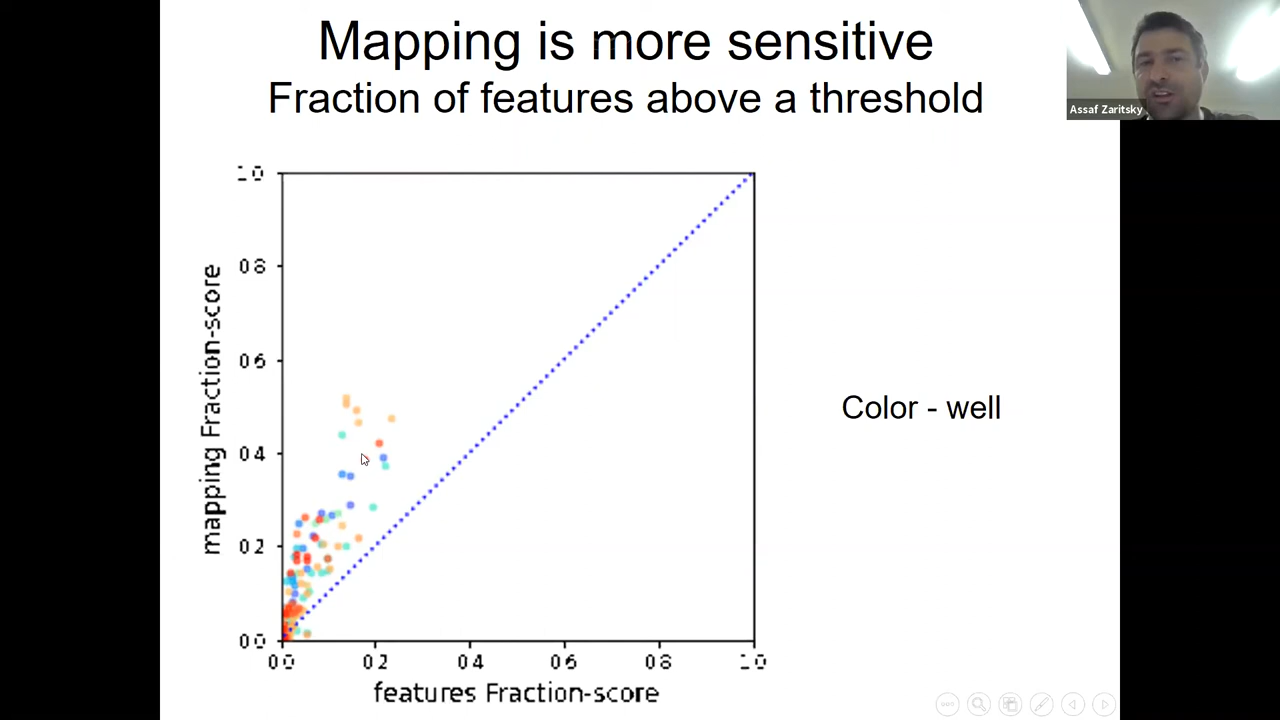 Mapping is more sensitive
Fraction of features above a threshold
Assaf Zaritsky
1.0
0.8
0.6
0.4
0.2
0.0
mapping Fraction-score
Color - well
0.0 0.2 0.4 0.6 0.8 1.0
features Fraction-score